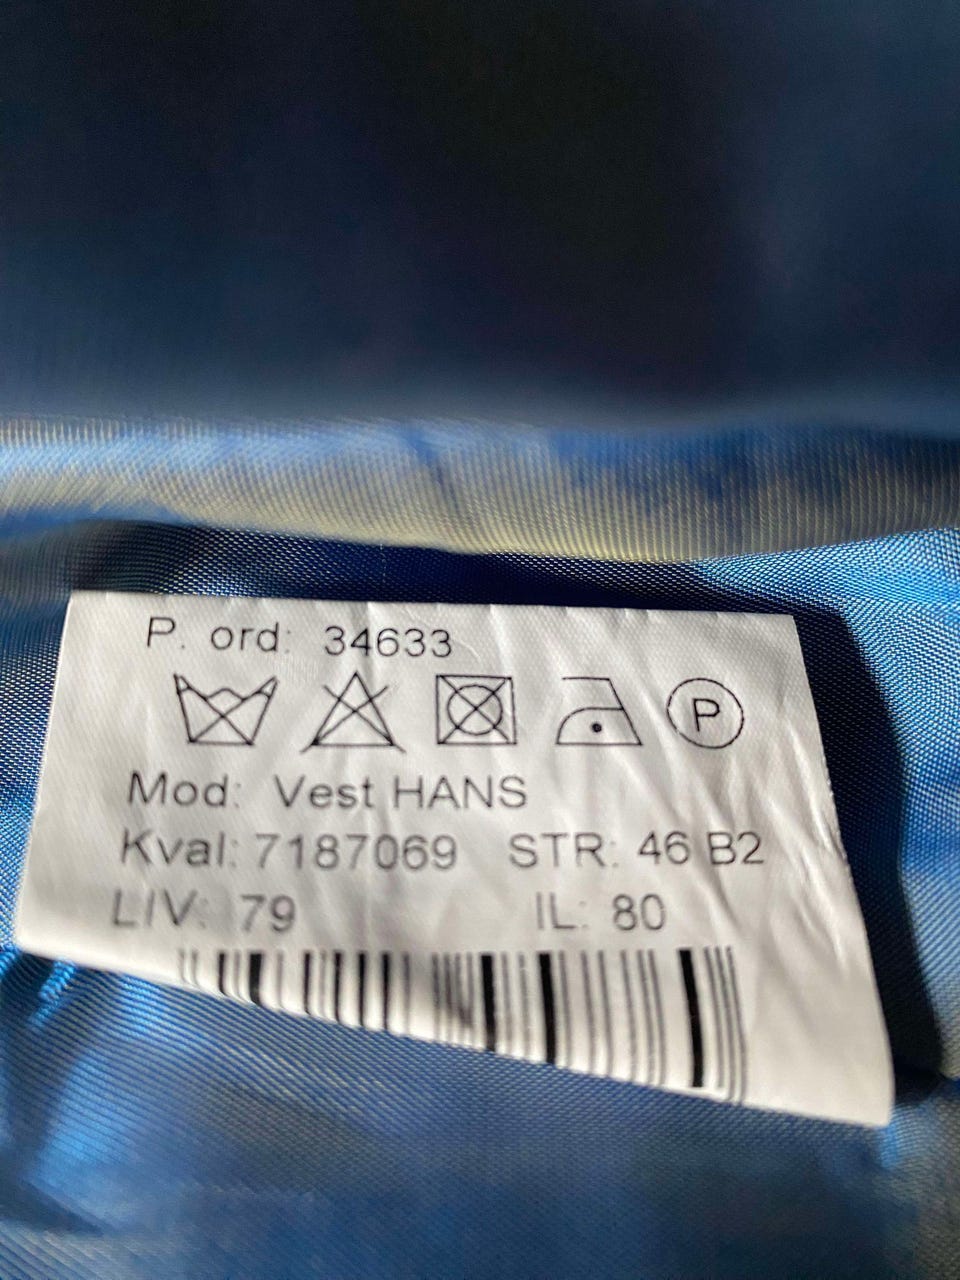 P. ord: 34633
P
Mod: Vest HANS
Kval: 7187069 STR: 46 B2
LIV: 79 IL: 80